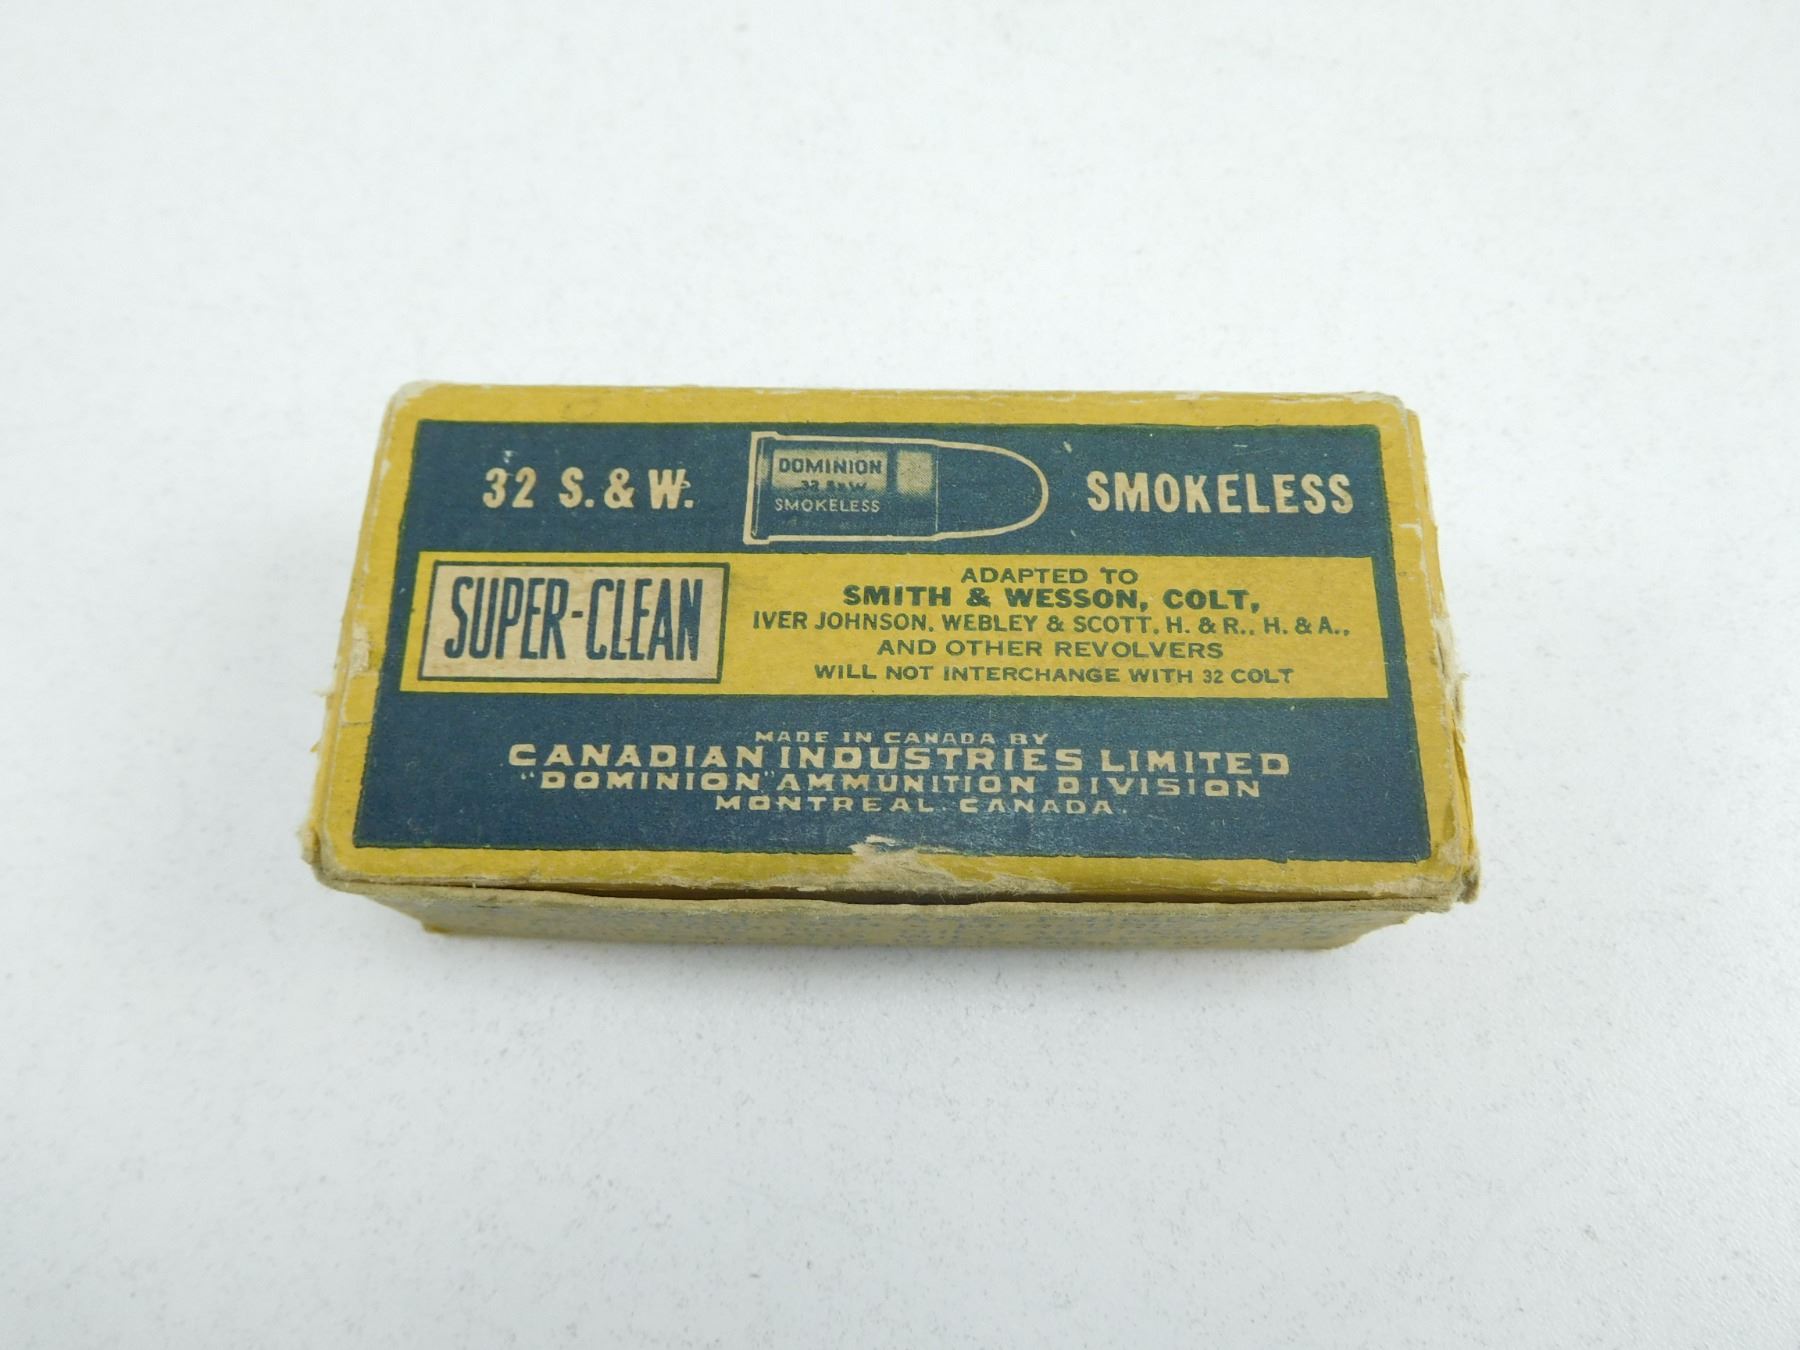 32 S. & W.
DOMINION
32 S & W
SMOKELESS
SMOKELESS
SUPER-CLEAN
ADAPTED TO
SMITH & WESSON, COLT,
IVER JOHNSON, WEBLEY & SCOTT, H. & R., H. & A.,
AND OTHER REVOLVERS
WILL NOT INTERCHANGE WITH 32 COLT
MADE IN CANADA BY
CANADIAN INDUSTRIES LIMITED
"DOMINION" AMMUNITION DIVISION
MONTREAL. CANADA.